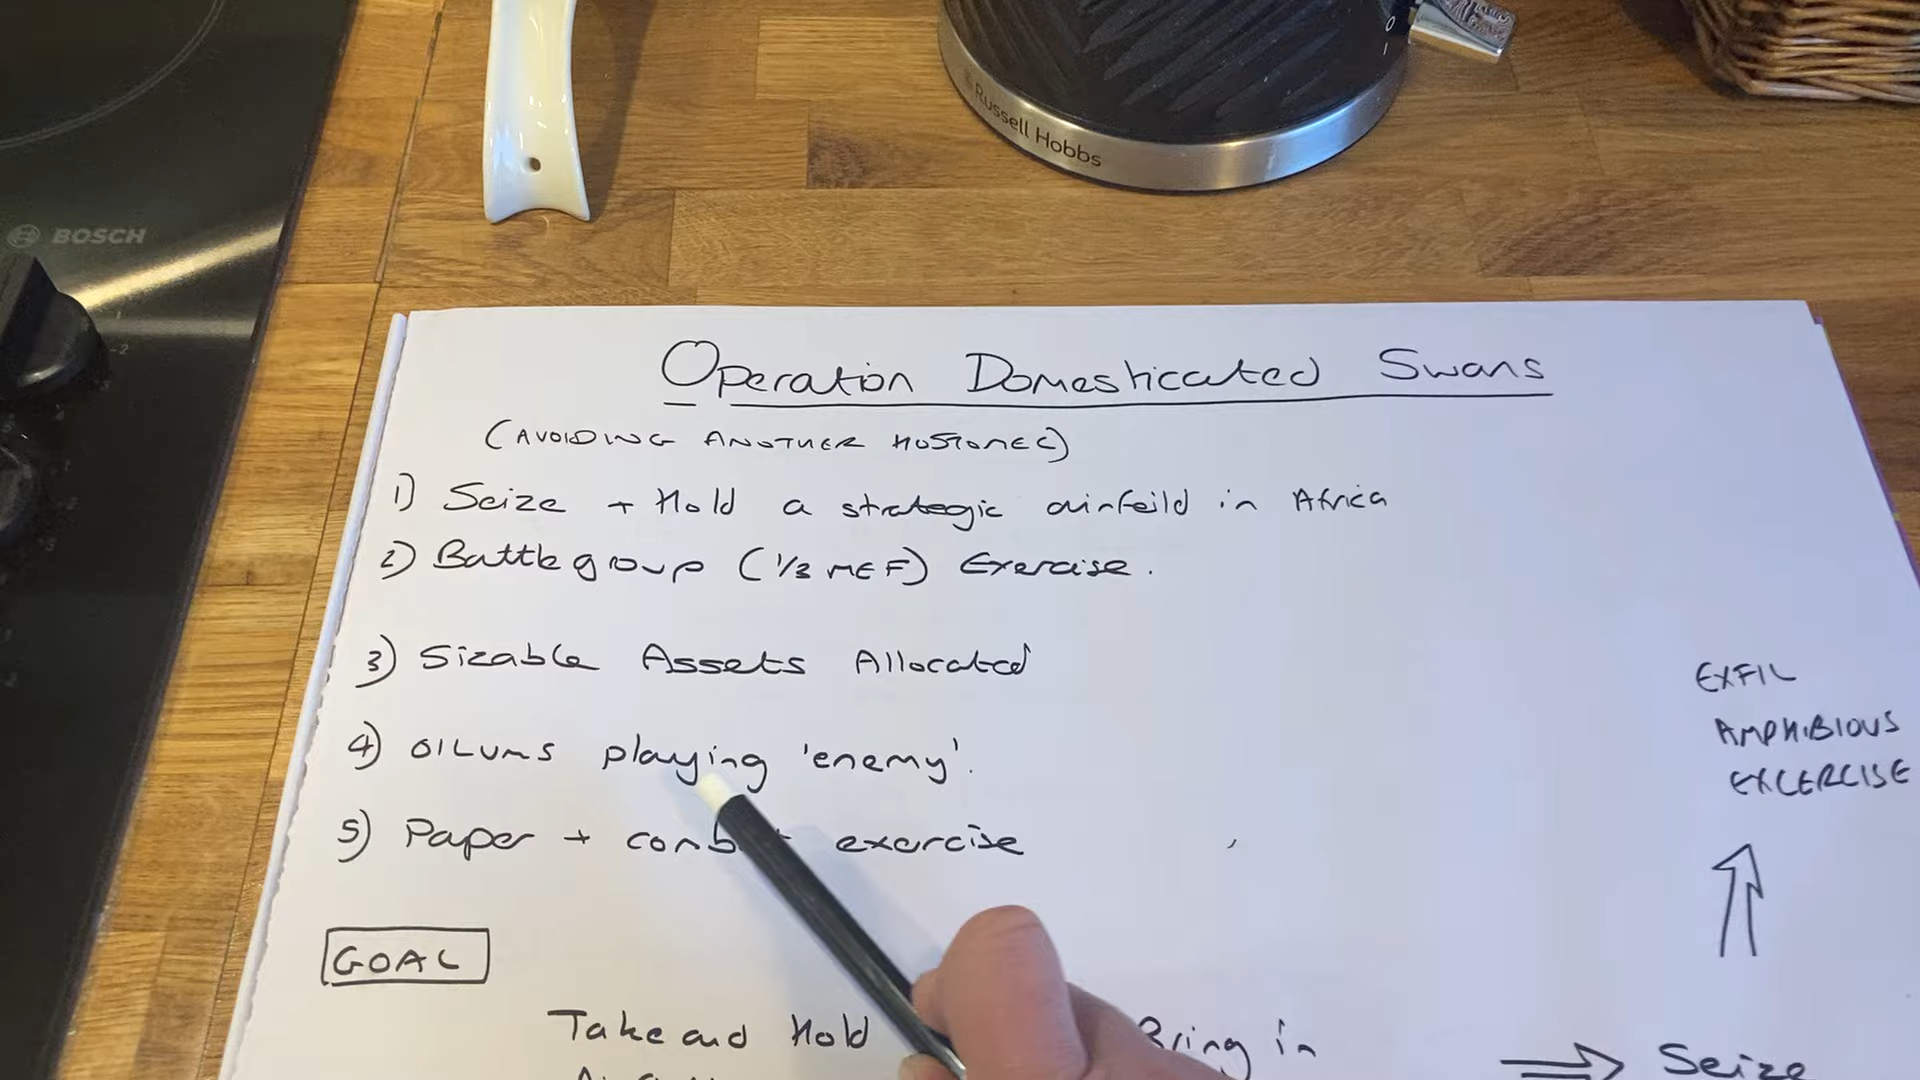 Russell Hobbs
BOSCH
Operation Domesticated Swans
(AVOIDING ANOTHER HOSTOMEL)
1) Seize + Hold a strategic airfeild in Africa
2) Battlegroup (1/3 MEF) Exercise.
3) Sizable Assets Allocated
4) OILUMS playing 'enemy'.
5) Paper + exercise
EXFIL
AMPHIBIOUS
EXCERCISE
GOAL
Take and Hold
Bring in
Seize